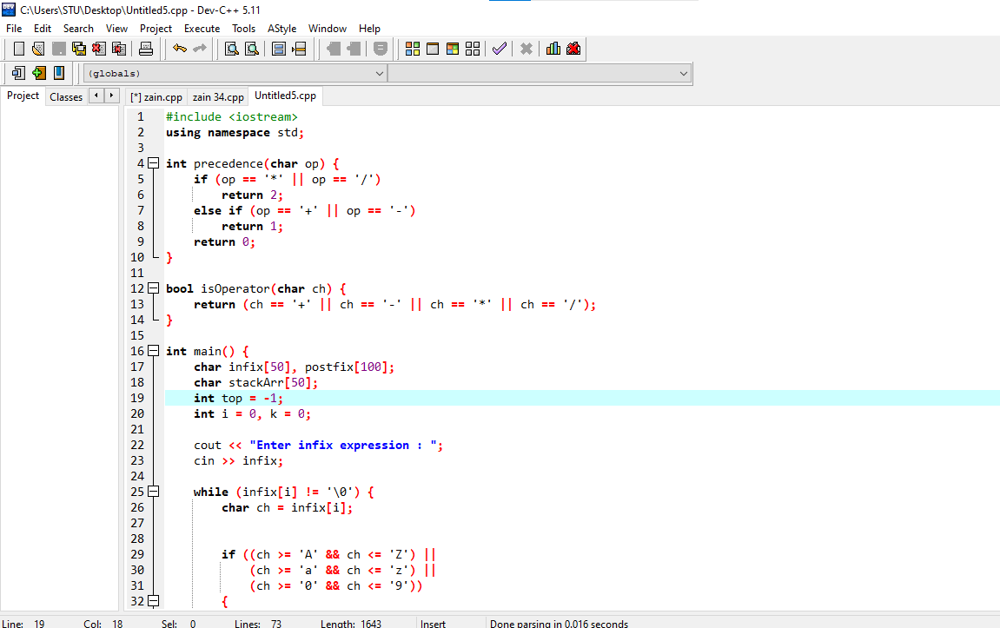 C:\Users\STU\Desktop\Untitled5.cpp - Dev-C++ 5.11
File Edit Search View Project Execute Tools AStyle Window Help
(globals)
Project Classes [*] zain.cpp zain 34.cpp Untitled5.cpp
1 #include <iostream>
2 using namespace std;
3
4 int precedence(char op) {
5 if (op == '*' || op == '/')
6 return 2;
7 else if (op == '+' || op == '-')
8 return 1;
9 return 0;
10 }
11
12 bool isOperator(char ch) {
13 return (ch == '+' || ch == '-' || ch == '*' || ch == '/');
14 }
15
16 int main() {
17 char infix[50], postfix[100];
18 char stackArr[50];
19 int top = -1;
20 int i = 0, k = 0;
21
22 cout << "Enter infix expression : ";
23 cin >> infix;
24
25 while (infix[i] != '\0') {
26 char ch = infix[i];
27
28
29 if ((ch >= 'A' && ch <= 'Z') ||
30 (ch >= 'a' && ch <= 'z') ||
31 (ch >= '0' && ch <= '9'))
32 {
Line: 19 Col: 18 Sel: 0 Lines: 73 Length: 1643 Insert Done parsing in 0.016 seconds